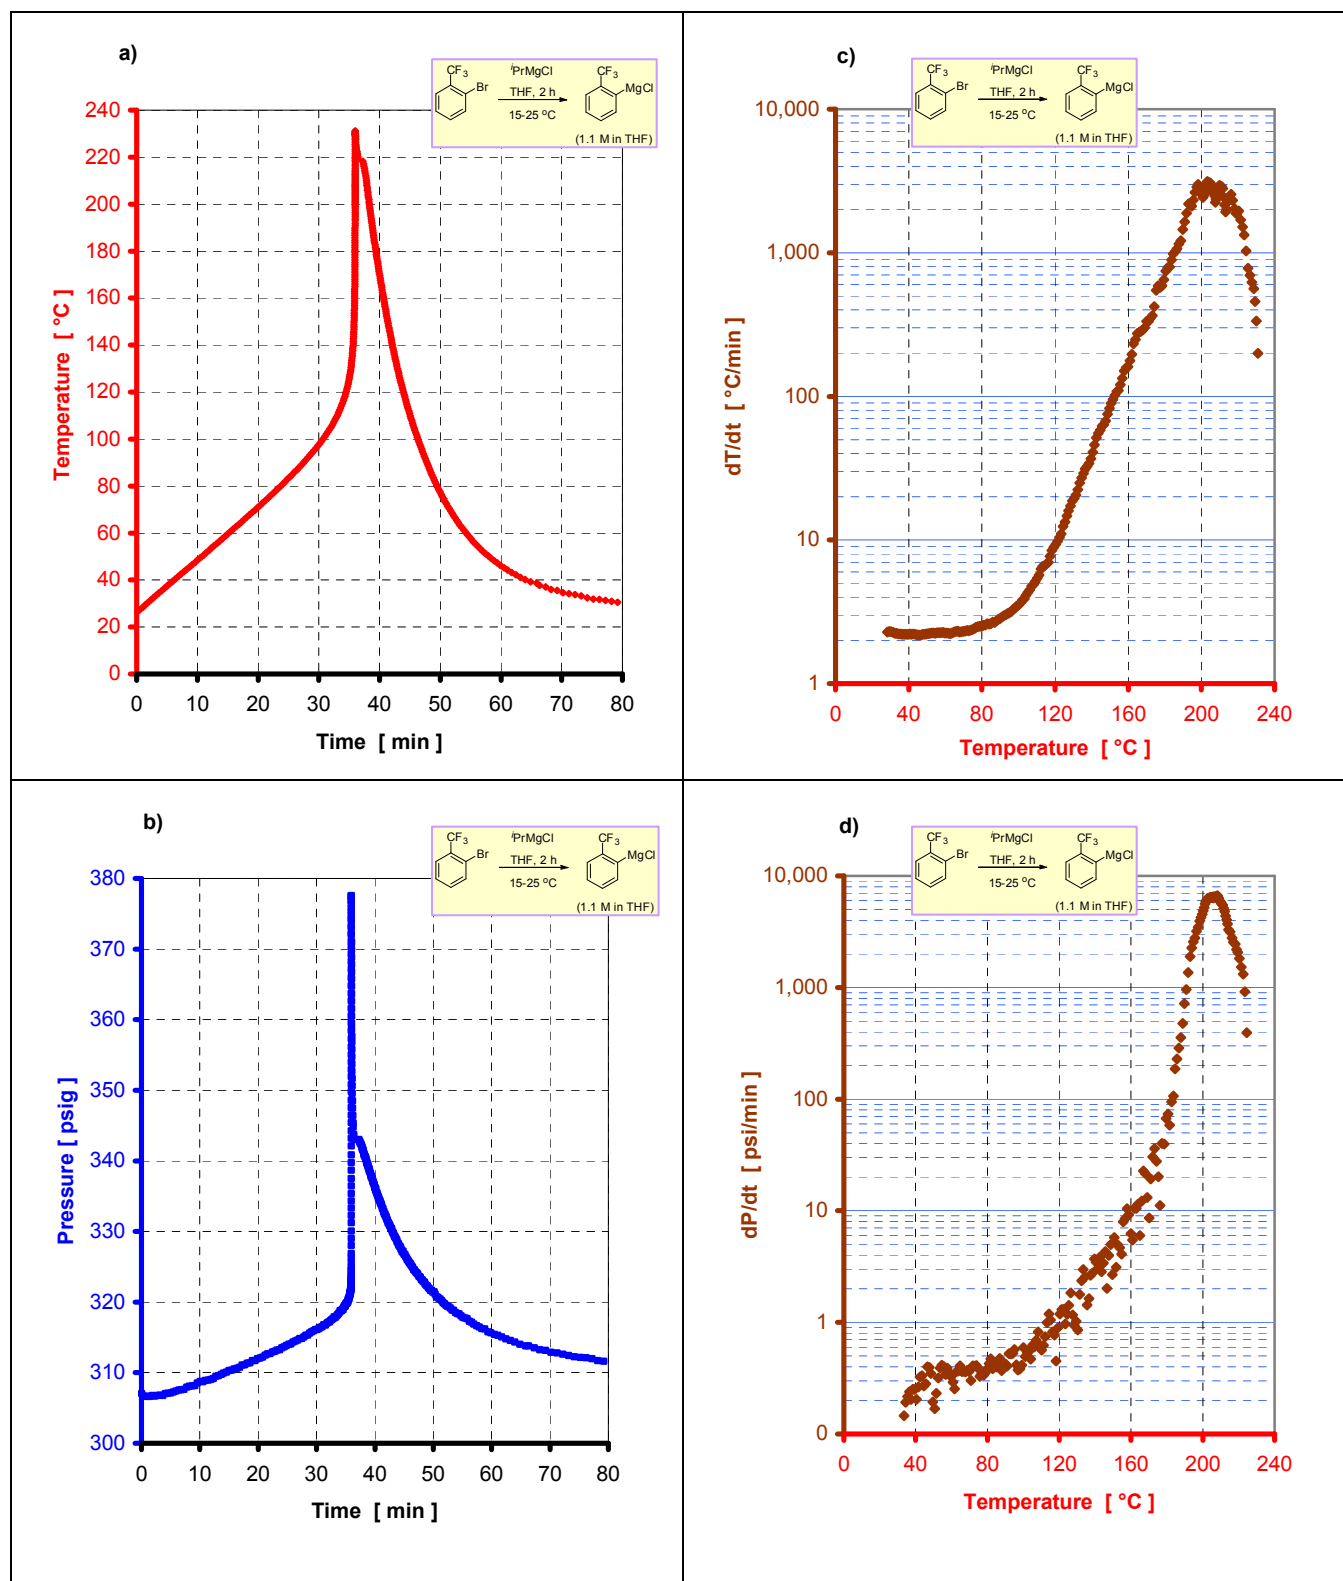 a)
CF3
Br
iPrMgCl
THF, 2 h
15-25 oC
CF3
MgCl
(1.1 M in THF)
240
220
200
180
160
140
120
100
80
60
40
20
0
Temperature [ °C]
0 10 20 30 40 50 60 70 80
Time [ min ]
c)
CF3
Br
iPrMgCl
THF, 2 h
15-25 oC
CF3
MgCl
(1.1 M in THF)
10,000
1,000
100
10
1
dT/dt [ °C/min]
0 40 80 120 160 200 240
Temperature [ °C ]
b)
CF3
Br
iPrMgCl
THF, 2 h
15-25 oC
CF3
MgCl
(1.1 M in THF)
380
370
360
350
340
330
320
310
300
Pressure [ psig ]
0 10 20 30 40 50 60 70 80
Time [ min ]
d)
CF3
Br
iPrMgCl
THF, 2 h
15-25 oC
CF3
MgCl
(1.1 M in THF)
10,000
1,000
100
10
1
0
dP/dt [ psi/min]
0 40 80 120 160 200 240
Temperature [ °C ]